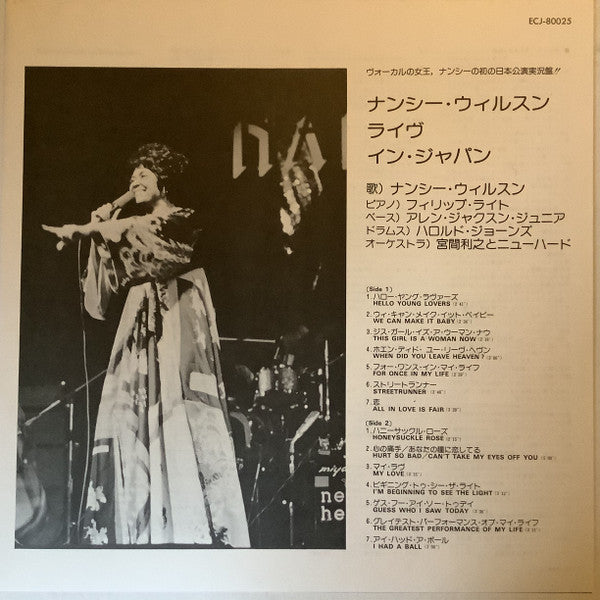 ECJ-80025
ヴォーカルの女王,ナンシーの初の日本公演実況盤!!
ナンシー・ウィルスン
ライヴ
イン・ジャパン
歌)ナンシー・ウィルスン
ピアノ)フィリップ・ライト
ベース)アレン・ジャクスン・ジュニア
ドラムス)ハロルド・ジョーンズ
オーケストラ)宮間利之とニューハード
(Side 1)
1.ハロー・ヤング・ラヴァーズ
HELLO YOUNG LOVERS
2.ウィ・キャン・メイク・イット・ベイビー
WE CAN MAKE IT BABY
3.ジス・ガール・イズ・ア・ウーマン・ナウ
THIS GIRL IS A WOMAN NOW
4.ホエン・ディド・ユー・リーヴ・ヘヴン
WHEN DID YOU LEAVE HEAVEN?
5.フォー・ワンス・イン・マイ・ライフ
FOR ONCE IN MY LIFE
6.ストリートランナー
STREETRUNNER
7.恋
ALL IN LOVE IS FAIR
(Side 2)
1.ハニーサックル・ローズ
HONEYSUCKLE ROSE
2.心の痛手/あなたの瞳に恋してる
HURT SO BAD/CAN'T TAKE MY EYES OFF YOU
3.マイ・ラヴ
MY LOVE
4.ビギニング・トゥ・シー・ザ・ライト
I'M BEGINNING TO SEE THE LIGHT
5.ゲス・フー・アイ・ソー・トゥデイ
GUESS WHO I SAW TODAY
6.グレイテスト・パーフォーマンス・オブ・マイ・ライフ
THE GREATEST PERFORMANCE OF MY LIFE
7.アイ・ハッド・ア・ボール
I HAD A BALL
miya
ne
he